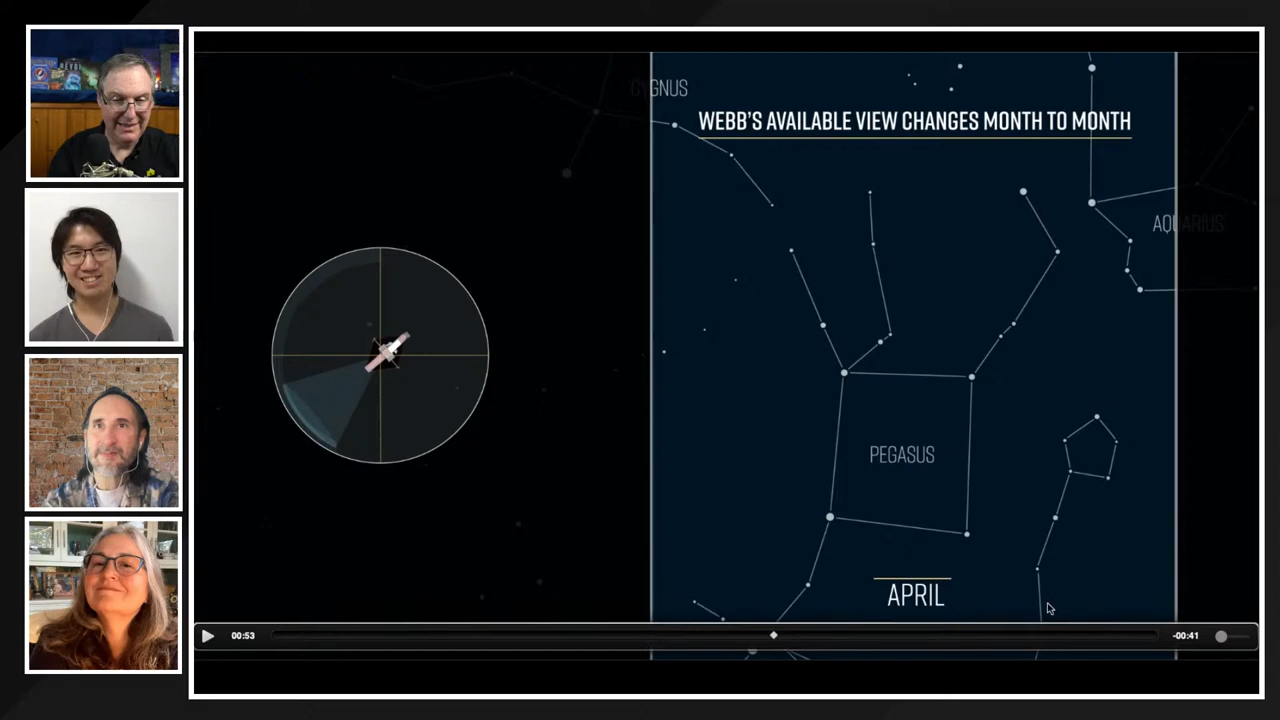 CYGNUS
WEBB'S AVAILABLE VIEW CHANGES MONTH TO MONTH
AQUARIUS
PEGASUS
APRIL
00:53
-00:41